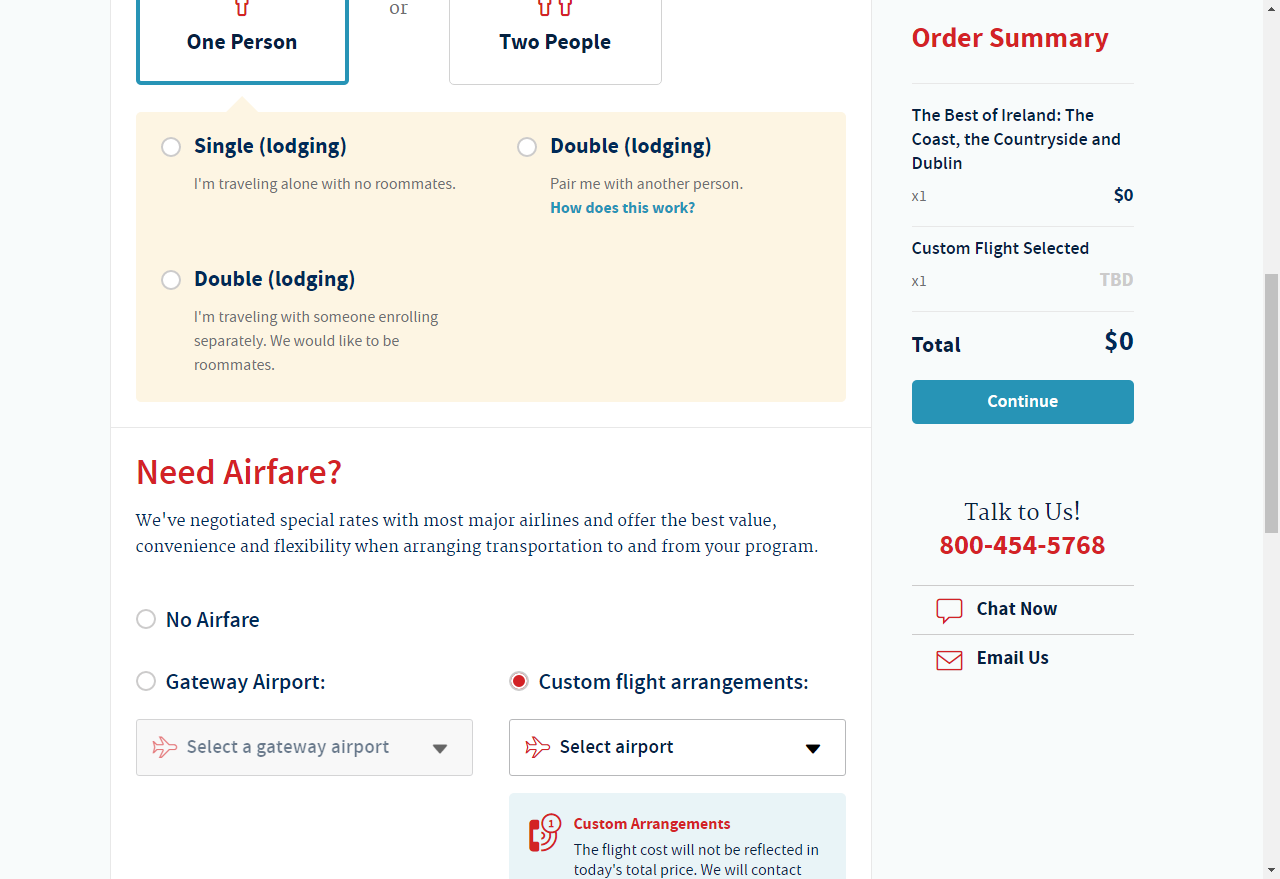 One Person
or
Two People
Single (lodging)
I'm traveling alone with no roommates.
Double (lodging)
Pair me with another person.
How does this work?
Double (lodging)
I'm traveling with someone enrolling
separately. We would like to be
roommates.
Need Airfare?
We've negotiated special rates with most major airlines and offer the best value,
convenience and flexibility when arranging transportation to and from your program.
No Airfare
Gateway Airport:
Select a gateway airport
Custom flight arrangements:
Select airport
1
Custom Arrangements
The flight cost will not be reflected in
today's total price. We will contact
Order Summary
The Best of Ireland: The
Coast, the Countryside and
Dublin
x1 $0
Custom Flight Selected
x1 TBD
Total $0
Continue
Talk to Us!
800-454-5768
Chat Now
Email Us